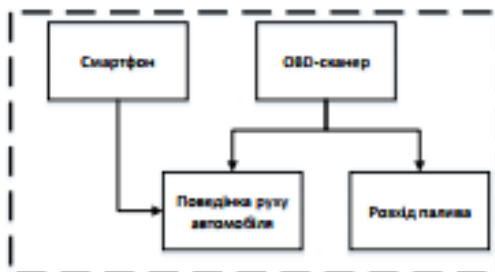 Смартфон
OBD-сканер
Поведінка руху
автомобіля
Розхід палива